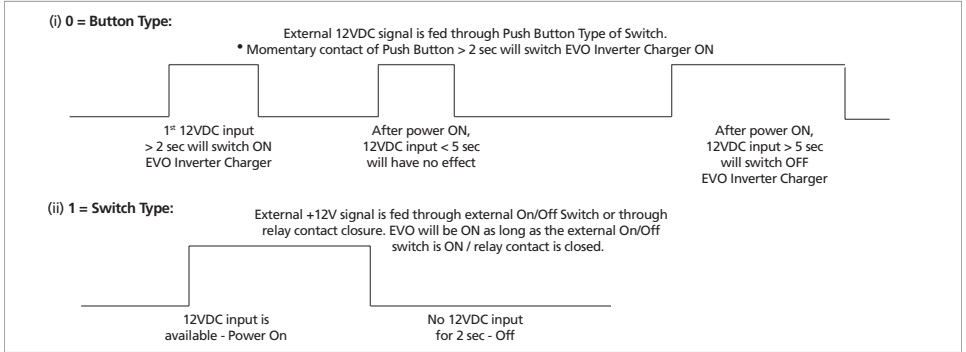 (i) 0 = Button Type:
External 12VDC signal is fed through Push Button Type of Switch.
• Momentary contact of Push Button > 2 sec will switch EVO Inverter Charger ON
1st 12VDC input
> 2 sec will switch ON
EVO Inverter Charger
After power ON,
12VDC input < 5 sec
will have no effect
After power ON,
12VDC input > 5 sec
will switch OFF
EVO Inverter Charger
(ii) 1 = Switch Type:
External +12V signal is fed through external On/Off Switch or through
relay contact closure. EVO will be ON as long as the external On/Off
switch is ON / relay contact is closed.
12VDC input is
available - Power On
No 12VDC input
for 2 sec - Off